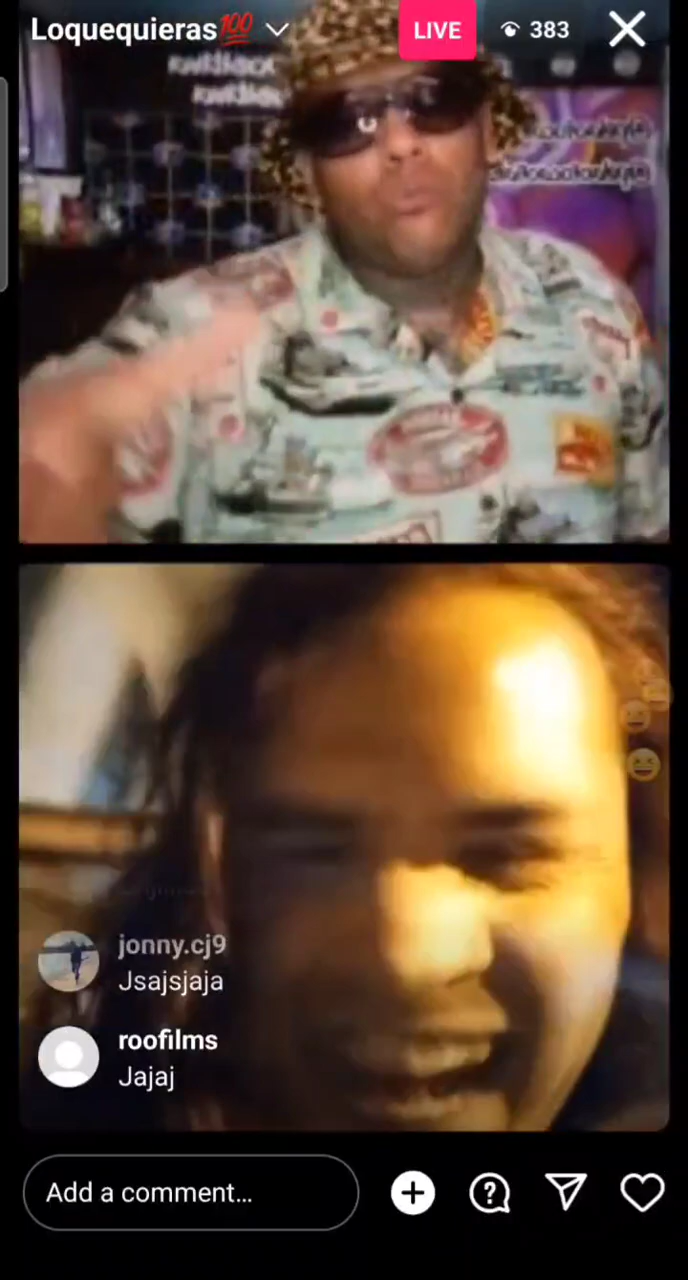 Loquequieras💯
LIVE
383
jonny.cj9
Jsajsjaja
roofilms
Jajaj
Add a comment...